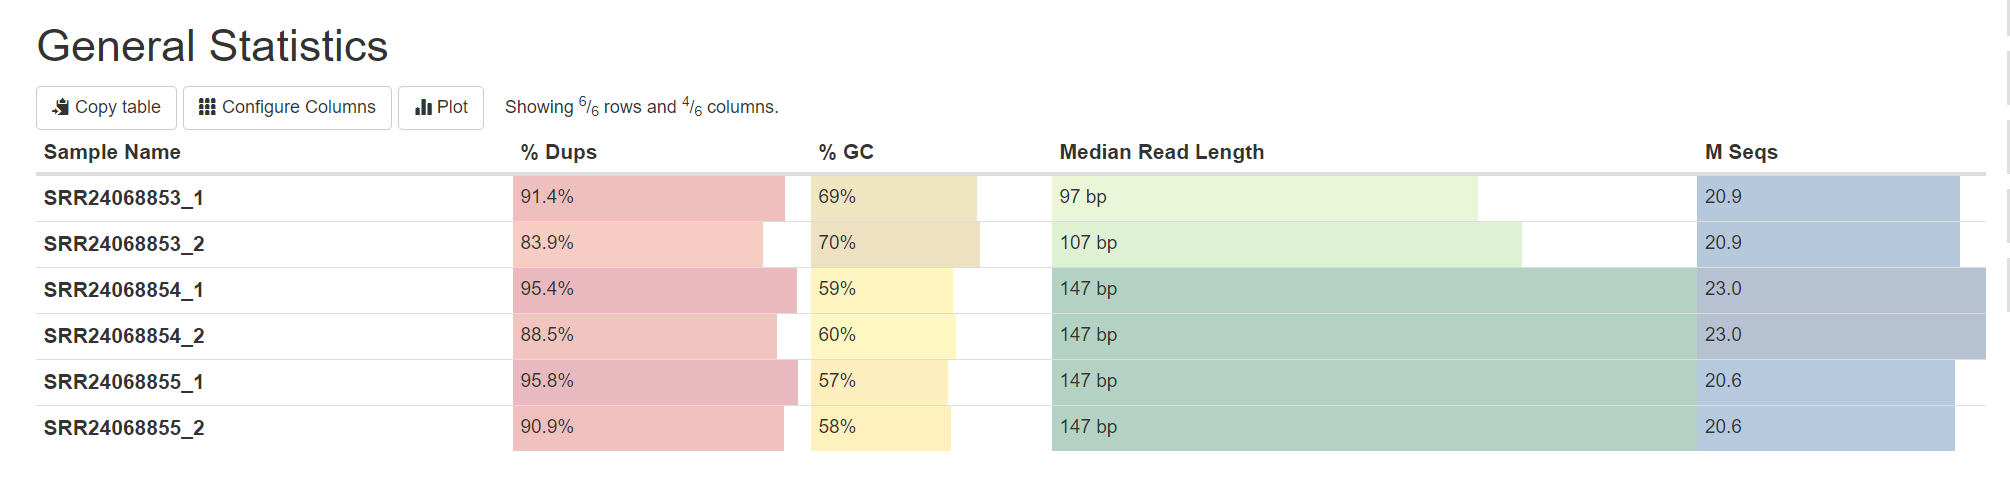 General Statistics
Copy table Configure Columns Plot Showing 6/6 rows and 4/6 columns.
Sample Name % Dups % GC Median Read Length M Seqs
SRR24068853_1 91.4% 69% 97 bp 20.9
SRR24068853_2 83.9% 70% 107 bp 20.9
SRR24068854_1 95.4% 59% 147 bp 23.0
SRR24068854_2 88.5% 60% 147 bp 23.0
SRR24068855_1 95.8% 57% 147 bp 20.6
SRR24068855_2 90.9% 58% 147 bp 20.6